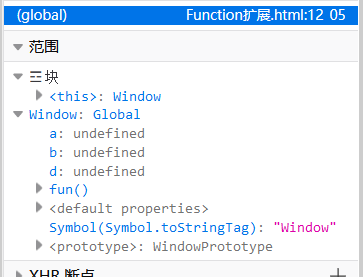 (global) Function扩展.html:12 05
范围
块
<this>: Window
Window: Global
a: undefined
b: undefined
d: undefined
fun()
<default properties>
Symbol(Symbol.toStringTag): "Window"
<prototype>: WindowPrototype
XHR 断点